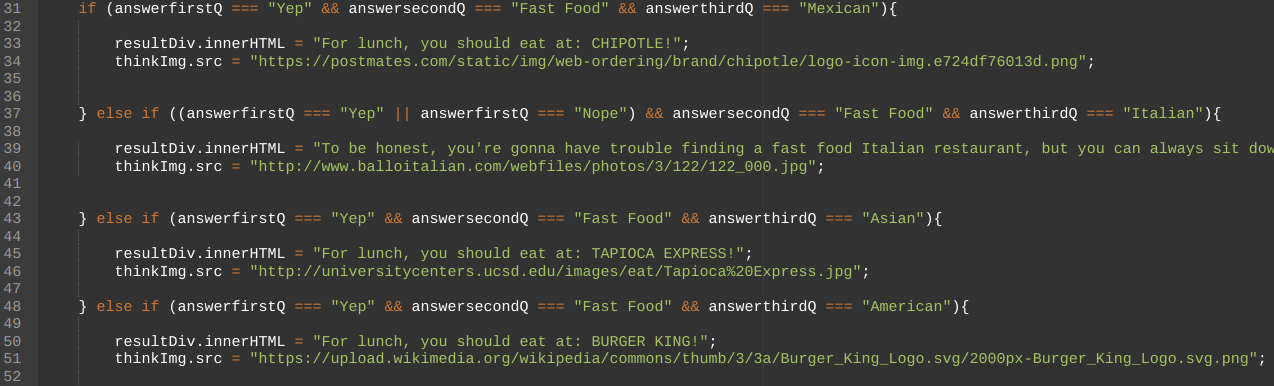 31 if (answerfirstQ === "Yep" && answersecondQ === "Fast Food" && answerthirdQ === "Mexican"){
32
33 resultDiv.innerHTML = "For lunch, you should eat at: CHIPOTLE!";
34 thinkImg.src = "https://postmates.com/static/img/web-ordering/brand/chipotle/logo-icon-img.e724df76013d.png";
35
36
37 } else if ((answerfirstQ === "Yep" || answerfirstQ === "Nope") && answersecondQ === "Fast Food" && answerthirdQ === "Italian"){
38
39 resultDiv.innerHTML = "To be honest, you're gonna have trouble finding a fast food Italian restaurant, but you can always sit dow
40 thinkImg.src = "http://www.balloitalian.com/webfiles/photos/3/122/122_000.jpg";
41
42
43 } else if (answerfirstQ === "Yep" && answersecondQ === "Fast Food" && answerthirdQ === "Asian"){
44
45 resultDiv.innerHTML = "For lunch, you should eat at: TAPIOCA EXPRESS!";
46 thinkImg.src = "http://universitycenters.ucsd.edu/images/eat/Tapioca%20Express.jpg";
47
48 } else if (answerfirstQ === "Yep" && answersecondQ === "Fast Food" && answerthirdQ === "American"){
49
50 resultDiv.innerHTML = "For lunch, you should eat at: BURGER KING!";
51 thinkImg.src = "https://upload.wikimedia.org/wikipedia/commons/thumb/3/3a/Burger_King_Logo.svg/2000px-Burger_King_Logo.svg.png";
52